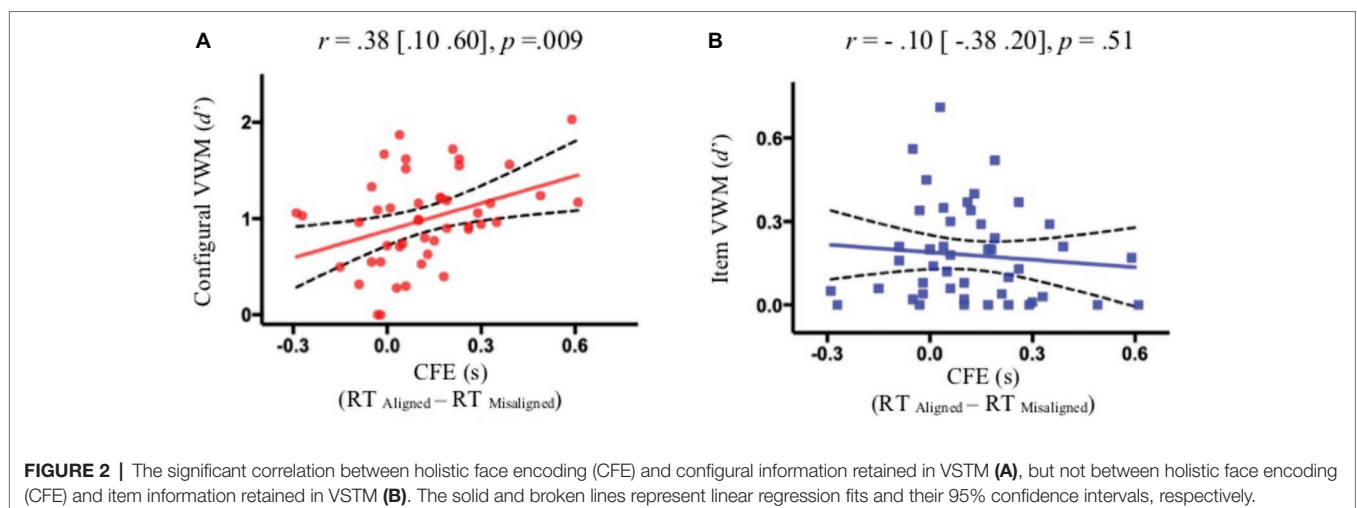 A
r = .38 [.10 .60], p =.009
Configural VWM (d')
2
1
0
-0.3 0.0 0.3 0.6
CFE (s)
(RT Aligned – RT Misaligned)
B
r = - .10 [ -.38 .20], p = .51
Item VWM (d')
0.6
0.3
0.0
-0.3 0.0 0.3 0.6
CFE (s)
(RT Aligned – RT Misaligned)
FIGURE 2 | The significant correlation between holistic face encoding (CFE) and configural information retained in VSTM (A), but not between holistic face encoding
(CFE) and item information retained in VSTM (B). The solid and broken lines represent linear regression fits and their 95% confidence intervals, respectively.